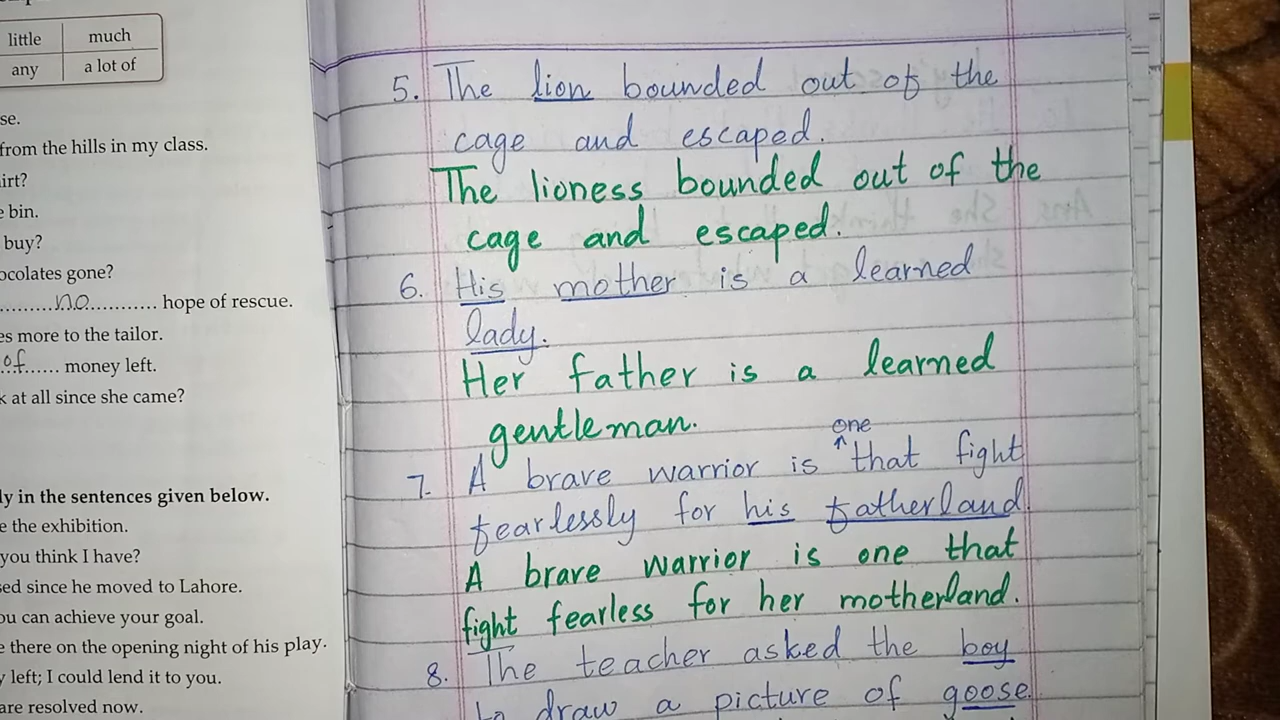 little much
any a lot of
se.
from the hills in my class.
irt?
e bin.
buy?
ocolates gone?
.........no............ hope of rescue.
es more to the tailor.
of...... money left.
k at all since she came?
ly in the sentences given below.
e the exhibition.
you think I have?
sed since he moved to Lahore.
ou can achieve your goal.
e there on the opening night of his play.
y left; I could lend it to you.
are resolved now.
5. The lion bounded out of the
cage and escaped.
The lioness bounded out of the
cage and escaped.
6. His mother is a learned
lady.
Her father is a learned
gentleman.
one
7. A brave warrior is ^ that fight
fearlessly for his fatherland
A brave warrior is one that
fight fearless for her motherland.
8. The teacher asked the boy
to draw a picture of goose